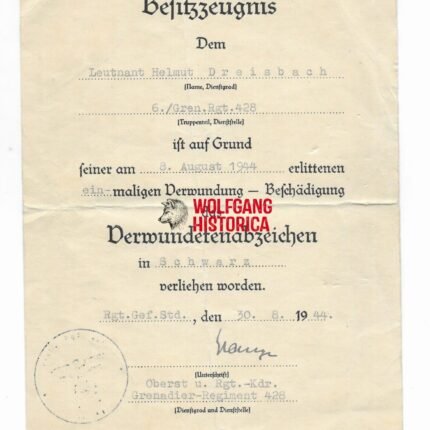 Besitzzeugnis
Dem
Leutnant Helmut Dreisbach
(Name, Dienstgrad)
6./Gren.Rgt.428
(Truppenteil, Dienststelle)
ist auf Grund
seiner am 8. August 1944 erlittenen
ein-maligen Verwundung – Beschädigung
das
WOLFGANG
HISTORICA
Verwundetenabzeichen
in Schwarz
verliehen worden.
Rgt.Gef.Std., den 30. 8. 1944.
(Unterschrift)
Oberst u. Rgt.-Kdr.
Grenadier-Regiment 428
(Dienstgrad und Dienststelle)